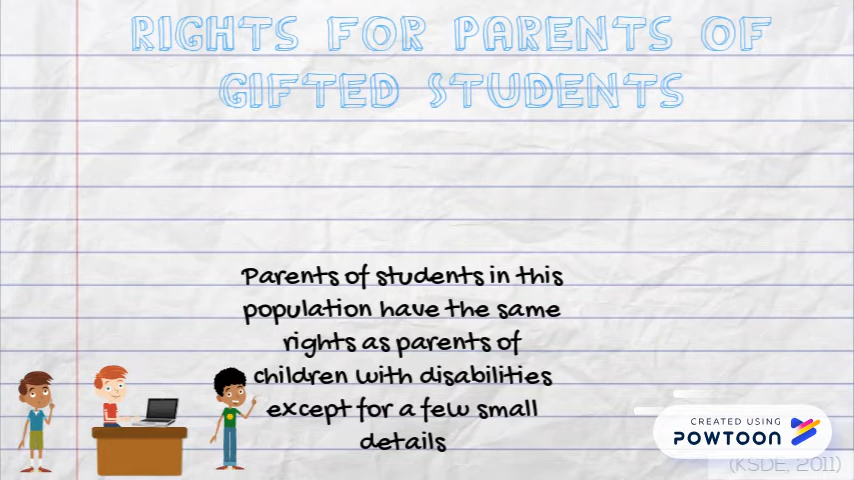 RIGHTS FOR PARENTS OF
GIFTED STUDENTS
Parents of students in this
population have the same
rights as parents of
children with disabilities
except for a few small
details
CREATED USING
POWTOON
(KSDE, 2011)